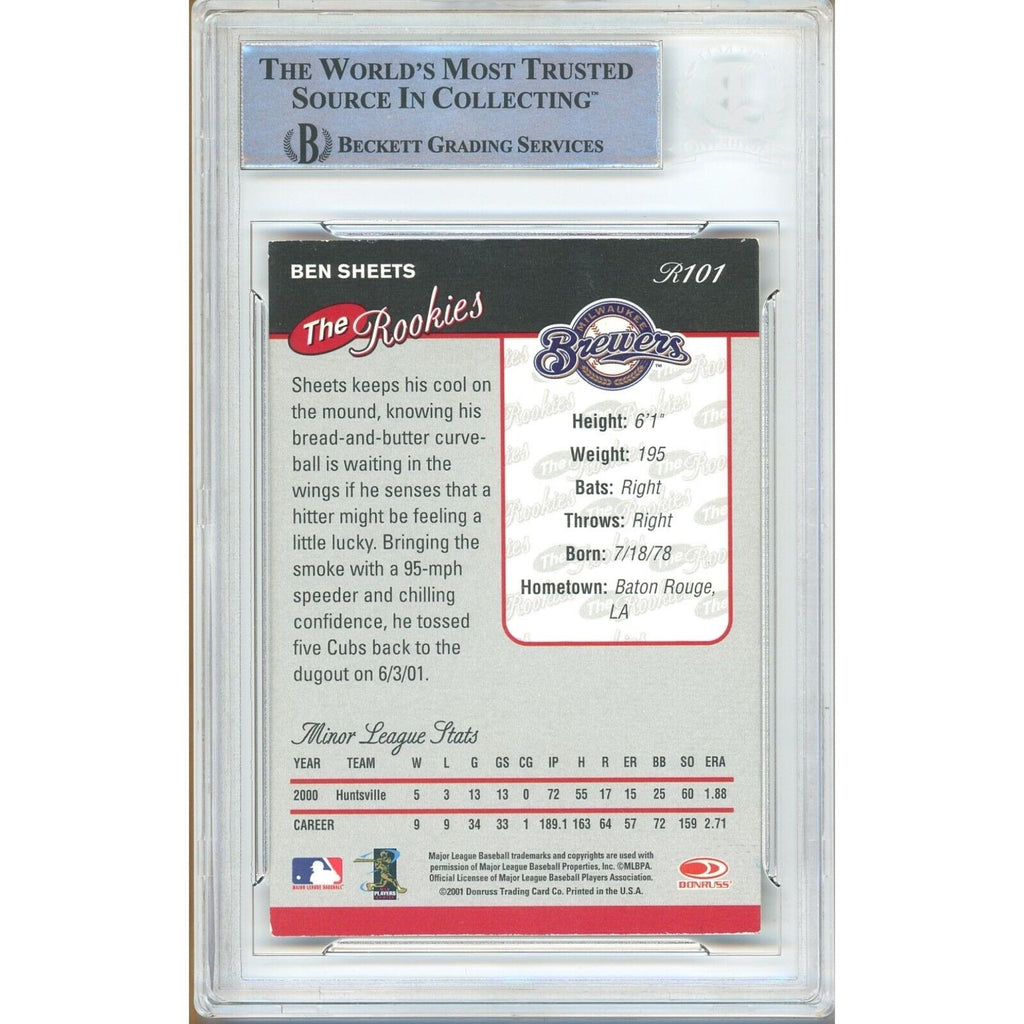 THE WORLD'S MOST TRUSTED
SOURCE IN COLLECTING™
B BECKETT GRADING SERVICES
BEN SHEETS
R101
The Rookies
MILWAUKEE
Brewers™
Sheets keeps his cool on
the mound, knowing his
bread-and-butter curve-
ball is waiting in the
wings if he senses that a
hitter might be feeling a
little lucky. Bringing the
smoke with a 95-mph
speeder and chilling
confidence, he tossed
five Cubs back to the
dugout on 6/3/01.
Height: 6'1"
Weight: 195
Bats: Right
Throws: Right
Born: 7/18/78
Hometown: Baton Rouge,
LA
Minor League Stats
YEAR TEAM W L G GS CG IP H R ER BB SO ERA
2000 Huntsville 5 3 13 13 0 72 55 17 15 25 60 1.88
CAREER 9 9 34 33 1 189.1 163 64 57 72 159 2.71
MAJOR LEAGUE BASEBALL
PLAYERS
Major League Baseball trademarks and copyrights are used with
permission of Major League Baseball Properties, Inc. ©MLBPA.
Official Licensee of Major League Baseball Players Association.
©2001 Donruss Trading Card Co. Printed in the U.S.A.
DONRUSS